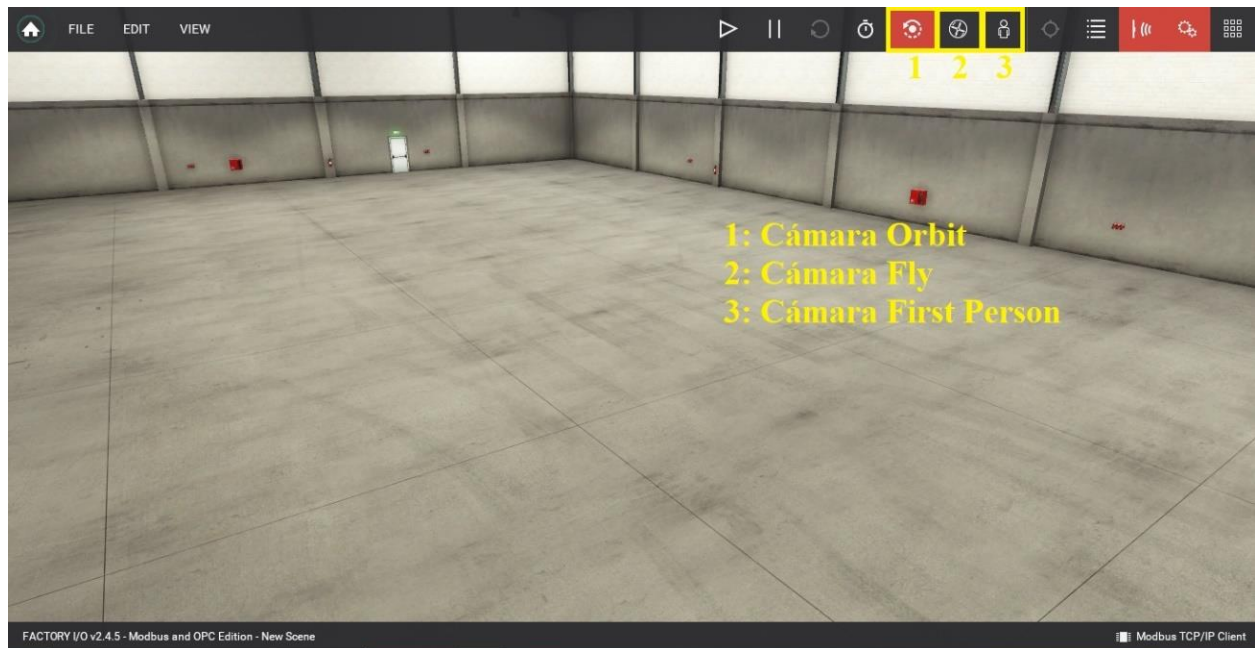 FILE EDIT VIEW
1 2 3
1: Cámara Orbit
2: Cámara Fly
3: Cámara First Person
FACTORY I/O v2.4.5 - Modbus and OPC Edition - New Scene
Modbus TCP/IP Client